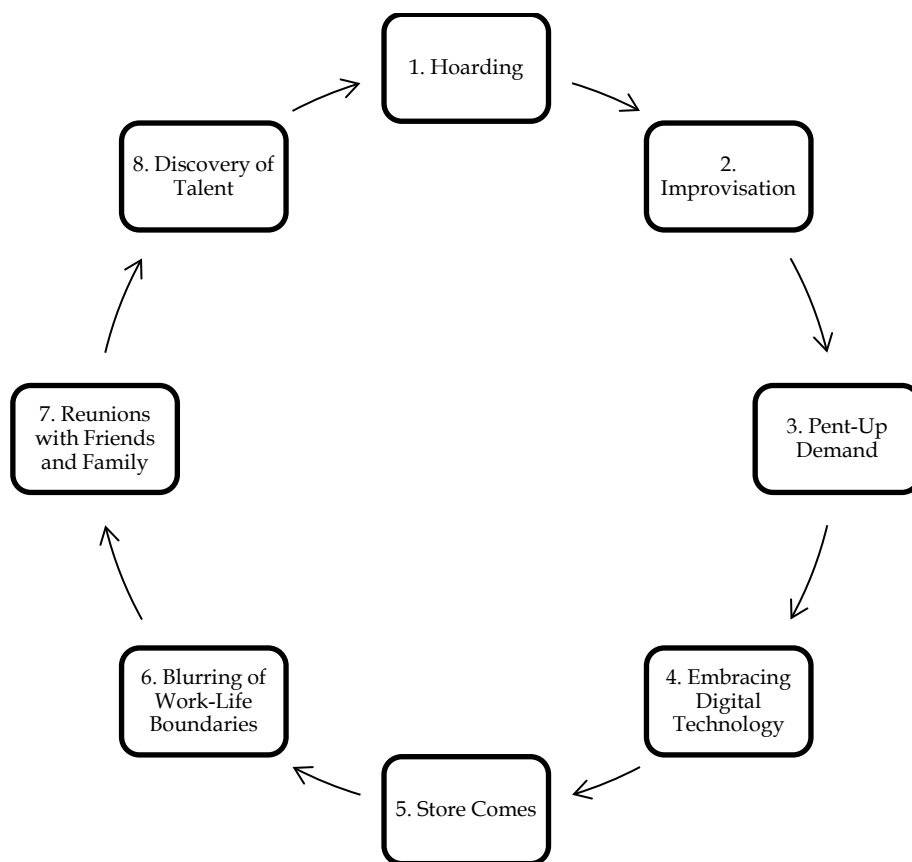 1. Hoarding
2.
Improvisation
3. Pent-Up
Demand
4. Embracing
Digital
Technology
5. Store Comes
6. Blurring of
Work-Life
Boundaries
7. Reunions
with Friends
and Family
8. Discovery of
Talent